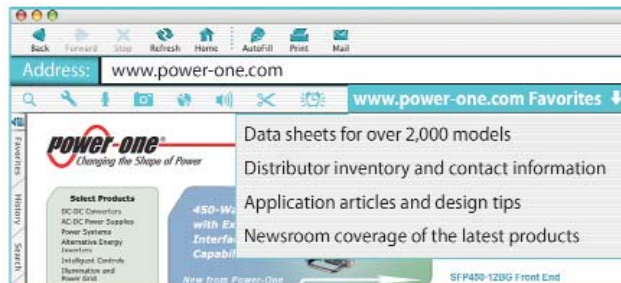 Back Forward Stop Refresh Home AutoFill Print Mail
Address: www.power-one.com
www.power-one.com Favorites
Data sheets for over 2,000 models
Distributor inventory and contact information
Application articles and design tips
Newsroom coverage of the latest products
Favorites
History
Search
power-one
Changing the Shape of Power
Select Products
DC-DC Converters
AC-DC Power Supplies
Power Systems
Alternative Energy
Inverters
Intelligent Controls
Illumination and
Power Grid
450-Wa
with Ex
Interfa
Capabil
New from Power-One
SFP450-12BG Front End